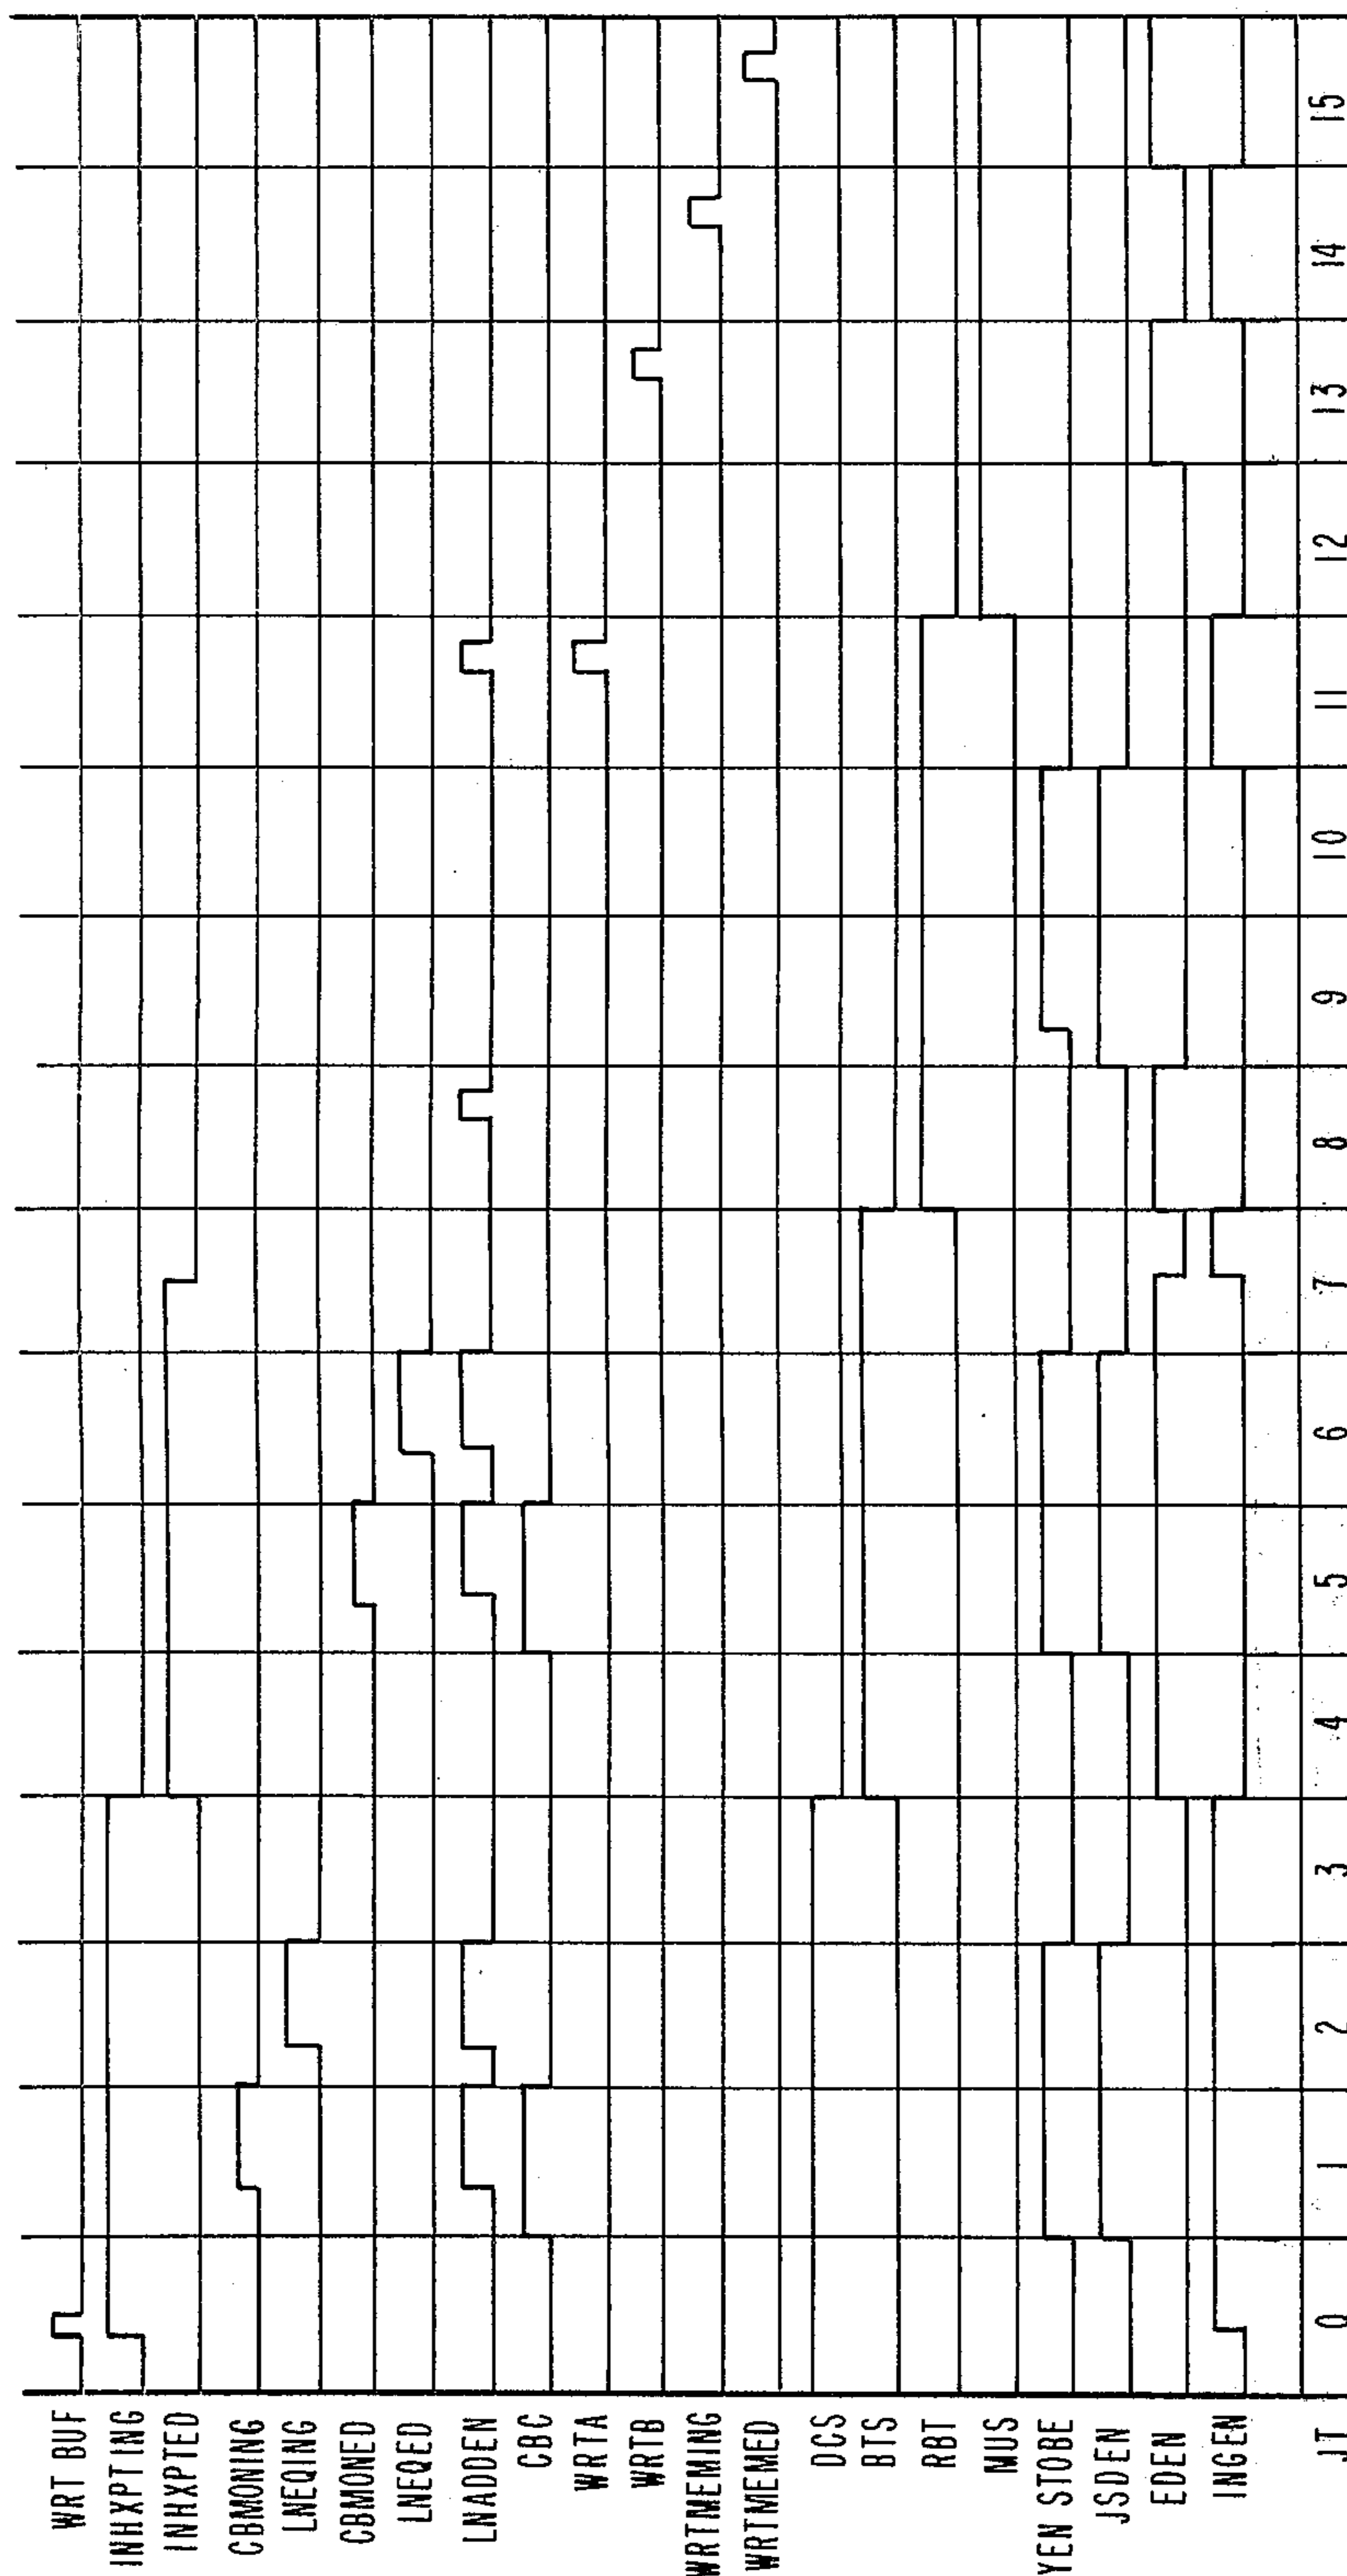 WRT BUF
INHXPTING
INHXPTED
CBMONING
LNEQING
CBMONED
LNEQED
LNADDEN
CBC
WRTA
WRTB
WRTMEMING
WRTMEMED
DCS
BTS
RBT
MUS
YEN STOBE
JSDEN
EDEN
INGEN
JT 0 1 2 3 4 5 6 7 8 9 10 11 12 13 14 15